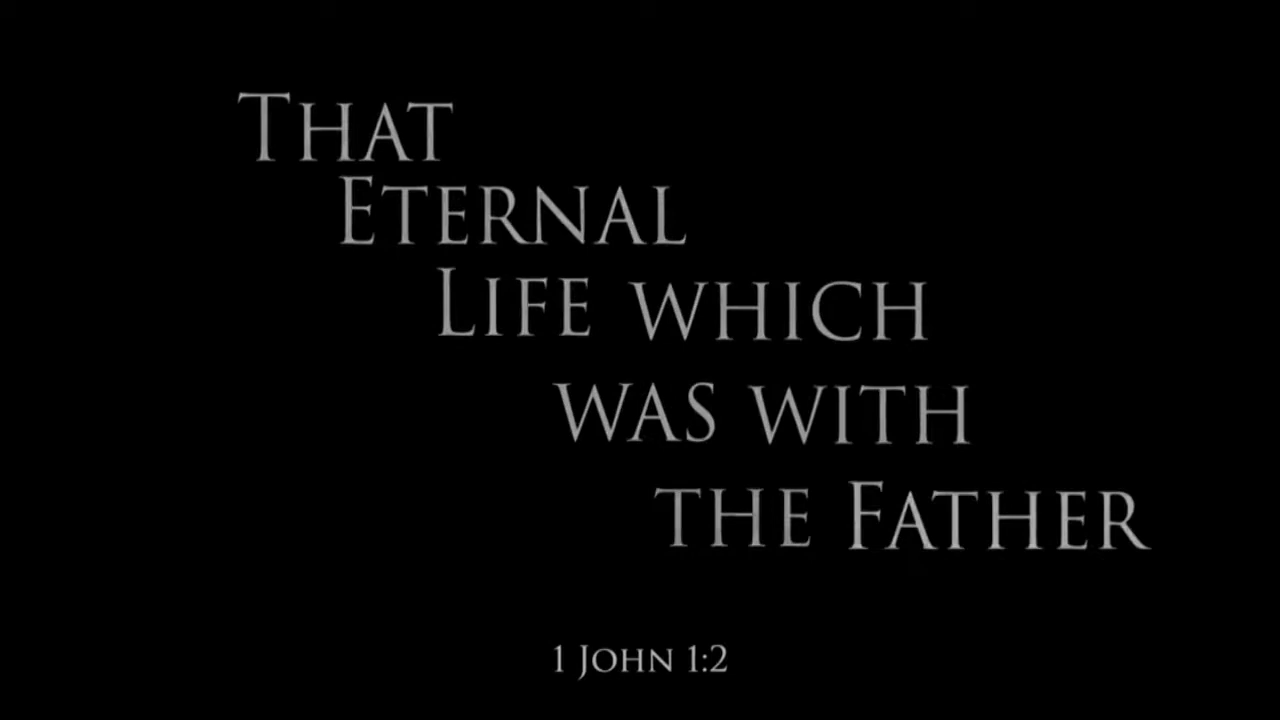 That
Eternal
Life which
was with
the Father
1 John 1:2